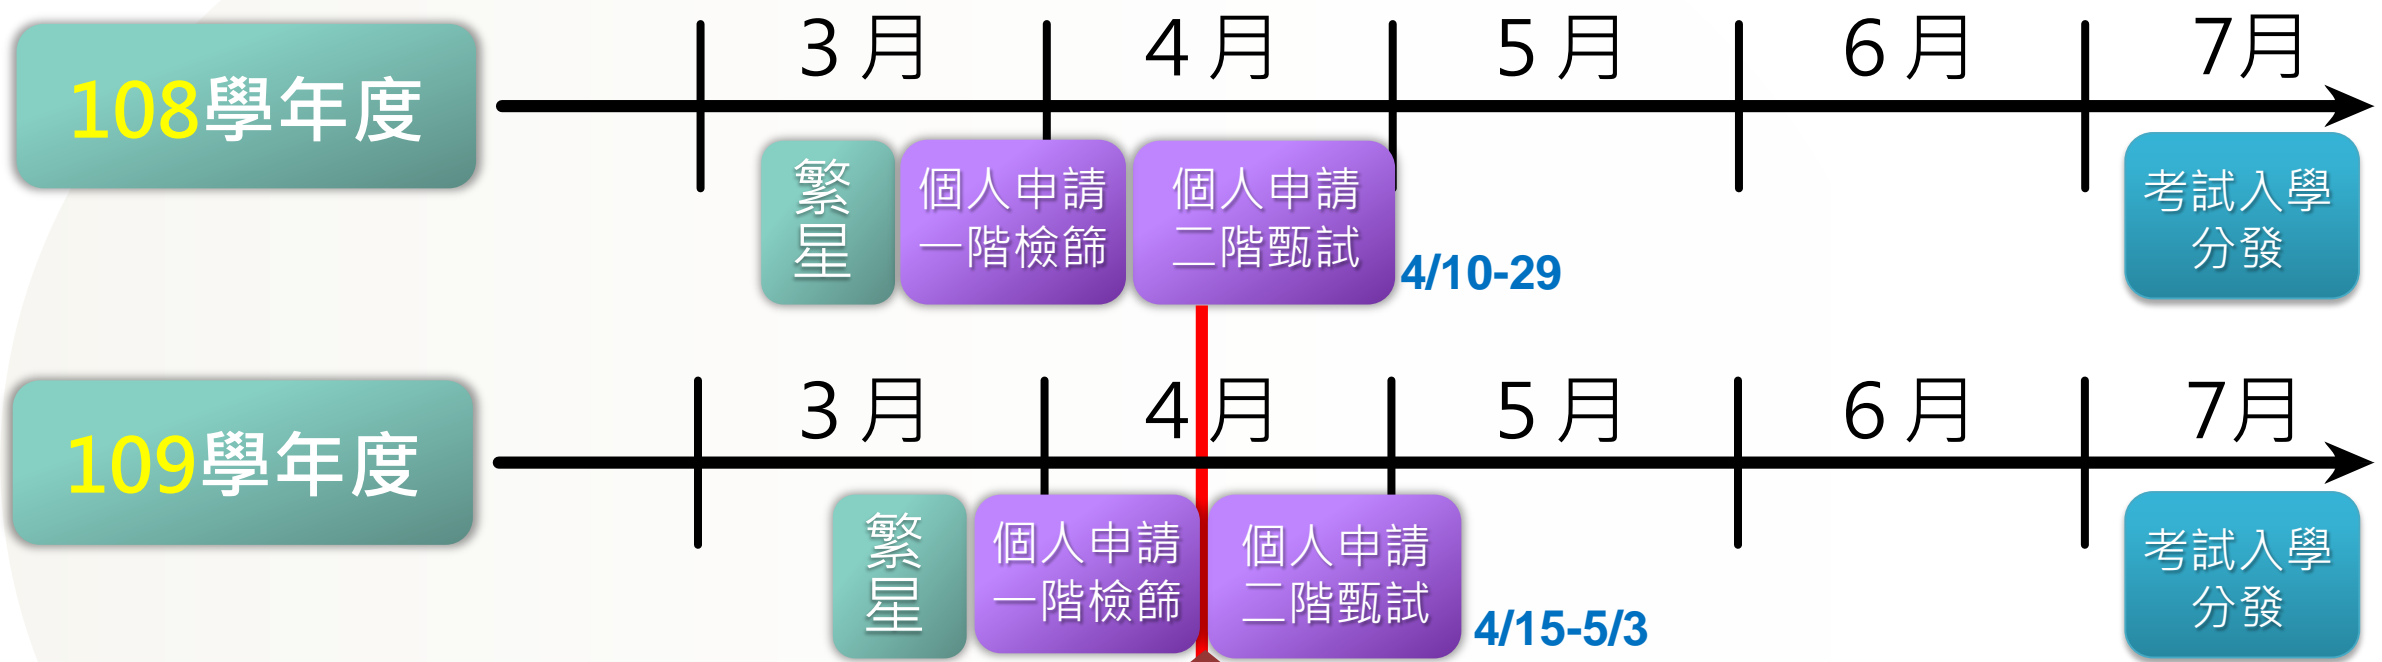 108學年度
3月 4月 5月 6月 7月
繁
星
個人申請
一階檢篩
個人申請
二階甄試
4/10-29
考試入學
分發
109學年度
3月 4月 5月 6月 7月
繁
星
個人申請
一階檢篩
個人申請
二階甄試
4/15-5/3
考試入學
分發